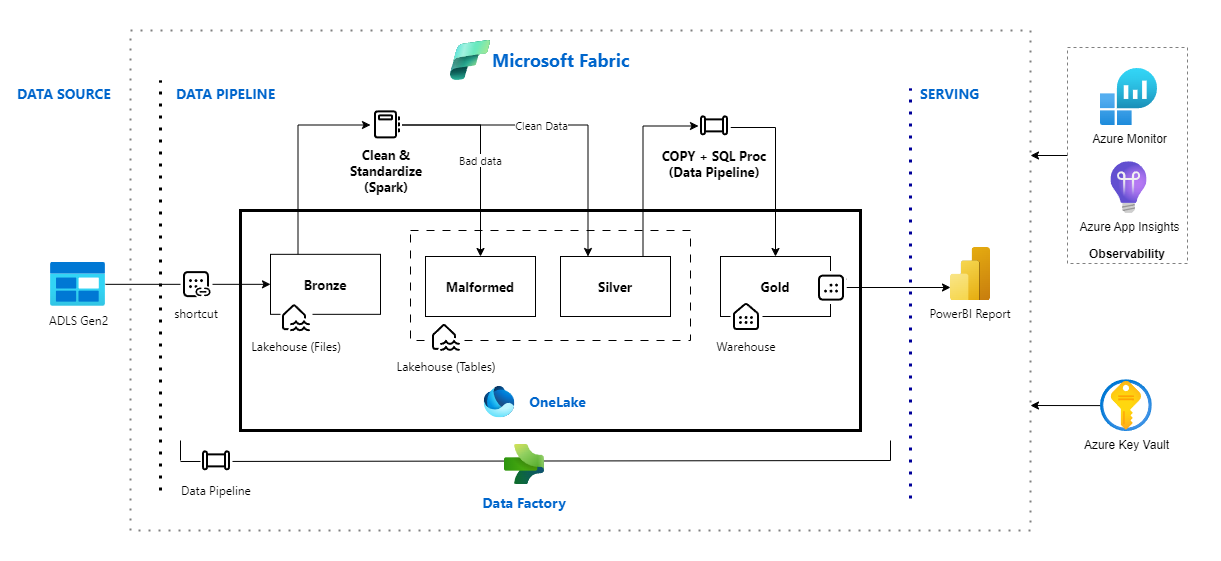 Microsoft Fabric
DATA SOURCE
DATA PIPELINE
SERVING
Clean Data
Bad data
Clean &
Standardize
(Spark)
COPY + SQL Proc
(Data Pipeline)
Azure Monitor
Azure App Insights
Observability
ADLS Gen2
shortcut
Bronze
Lakehouse (Files)
Malformed
Silver
Lakehouse (Tables)
Gold
Warehouse
PowerBI Report
OneLake
Azure Key Vault
Data Pipeline
Data Factory